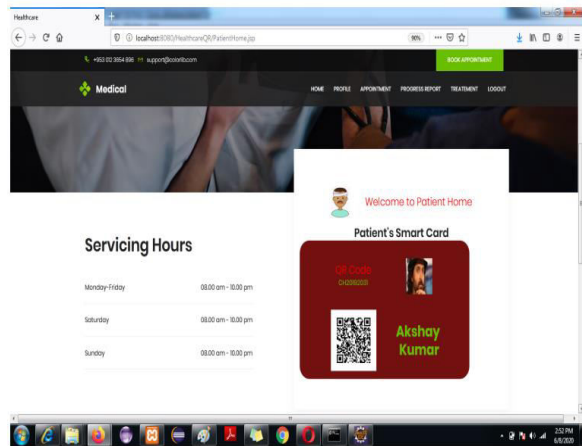 Healthcare
localhost:8080/HealthcareQR/PatientHome.jsp
90%
+953 012 3654 896 support@colorlib.com
BOOK APPOINTMENT
Medical
HOME PROFILE APPOINTMENT PROGRESS REPORT TREATEMENT LOGOUT
Welcome to Patient Home
Patient's Smart Card
QR Code
Akshay
Kumar
Servicing Hours
Monday-Friday 08.00 am - 10.00 pm
Saturday 08.00 am - 10.00 pm
Sunday 08.00 am - 10.00 pm
2:52 PM
6/8/2020